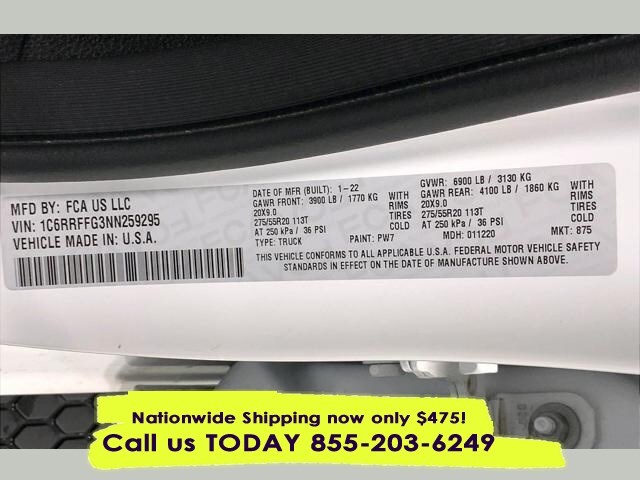 MFD BY: FCA US LLC
VIN: 1C6RRFFG3NN259295
VEHICLE MADE IN: U.S.A.
DATE OF MFR (BUILT): 1-22
GAWR FRONT: 3900 LB / 1770 KG
20X9.0
275/55R20 113T
AT 250 kPa / 36 PSI
TYPE: TRUCK PAINT: PW7
WITH
RIMS
TIRES
COLD
GVWR: 6900 LB / 3130 KG
GAWR REAR: 4100 LB / 1860 KG
20X9.0
275/55R20 113T
AT 250 kPa / 36 PSI
MDH: 011220 MKT: 875
WITH
RIMS
TIRES
COLD
THIS VEHICLE CONFORMS TO ALL APPLICABLE U.S.A. FEDERAL MOTOR VEHICLE SAFETY
STANDARDS IN EFFECT ON THE DATE OF MANUFACTURE SHOWN ABOVE.
Nationwide Shipping now only $475!
Call us TODAY 855-203-6249